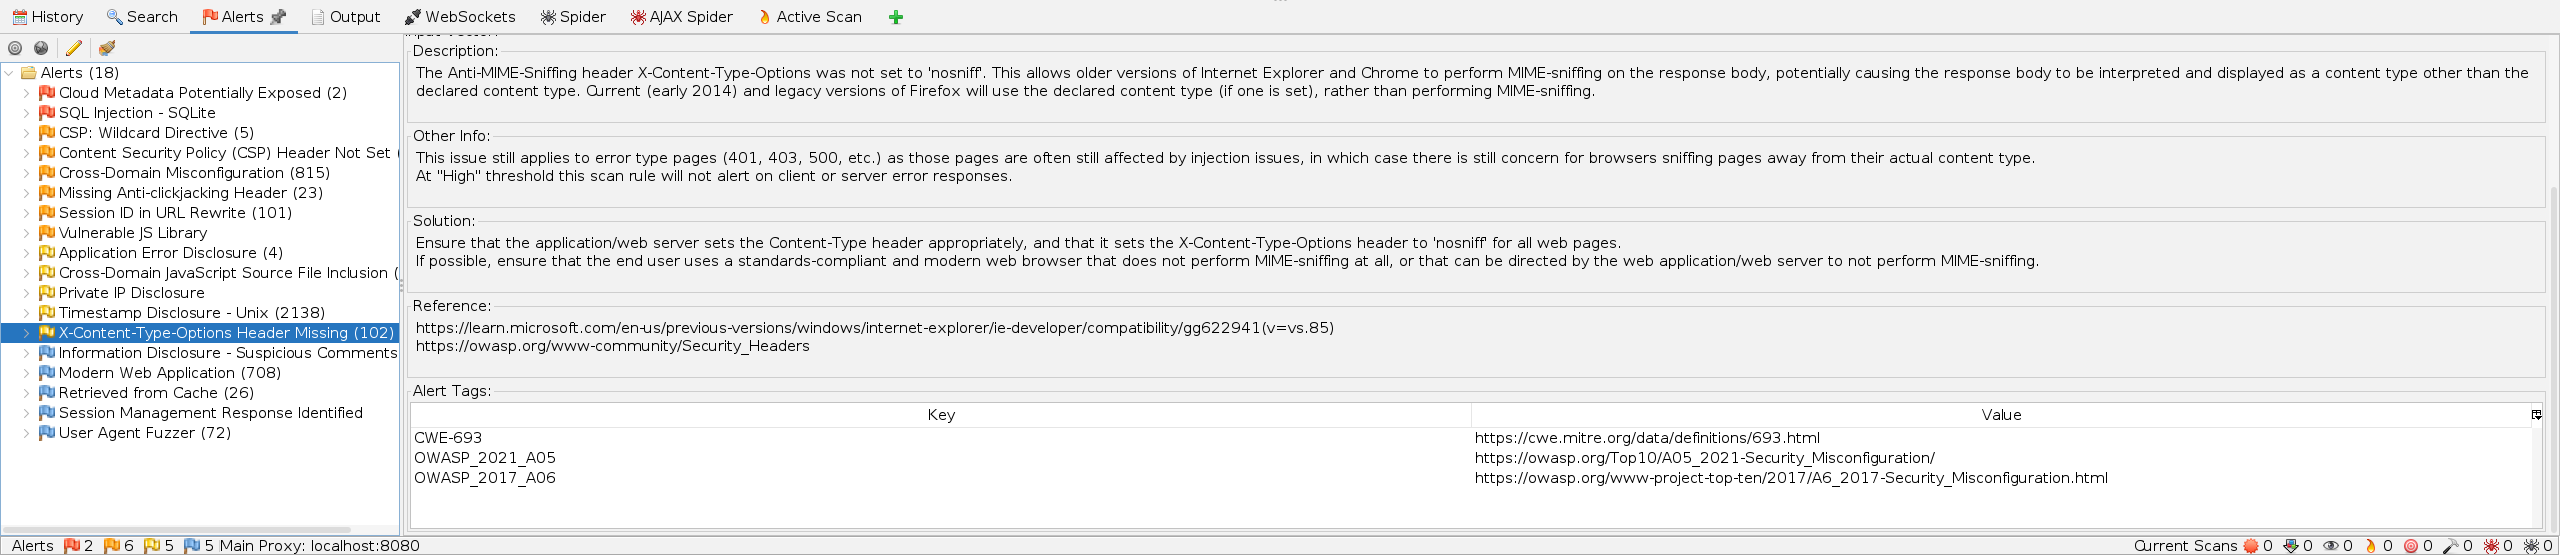 History Search Alerts Output WebSockets Spider AJAX Spider Active Scan
Alerts (18)
Cloud Metadata Potentially Exposed (2)
SQL Injection - SQLite
CSP: Wildcard Directive (5)
Content Security Policy (CSP) Header Not Set (
Cross-Domain Misconfiguration (815)
Missing Anti-clickjacking Header (23)
Session ID in URL Rewrite (101)
Vulnerable JS Library
Application Error Disclosure (4)
Cross-Domain JavaScript Source File Inclusion (
Private IP Disclosure
Timestamp Disclosure - Unix (2138)
X-Content-Type-Options Header Missing (102)
Information Disclosure - Suspicious Comments
Modern Web Application (708)
Retrieved from Cache (26)
Session Management Response Identified
User Agent Fuzzer (72)
Description:
The Anti-MIME-Sniffing header X-Content-Type-Options was not set to 'nosniff'. This allows older versions of Internet Explorer and Chrome to perform MIME-sniffing on the response body, potentially causing the response body to be interpreted and displayed as a content type other than the
declared content type. Current (early 2014) and legacy versions of Firefox will use the declared content type (if one is set), rather than performing MIME-sniffing.
Other Info:
This issue still applies to error type pages (401, 403, 500, etc.) as those pages are often still affected by injection issues, in which case there is still concern for browsers sniffing pages away from their actual content type.
At "High" threshold this scan rule will not alert on client or server error responses.
Solution:
Ensure that the application/web server sets the Content-Type header appropriately, and that it sets the X-Content-Type-Options header to 'nosniff' for all web pages.
If possible, ensure that the end user uses a standards-compliant and modern web browser that does not perform MIME-sniffing at all, or that can be directed by the web application/web server to not perform MIME-sniffing.
Reference:
https://learn.microsoft.com/en-us/previous-versions/windows/internet-explorer/ie-developer/compatibility/gg622941(v=vs.85)
https://owasp.org/www-community/Security_Headers
Alert Tags:
Key Value
CWE-693 https://cwe.mitre.org/data/definitions/693.html
OWASP_2021_A05 https://owasp.org/Top10/A05_2021-Security_Misconfiguration/
OWASP_2017_A06 https://owasp.org/www-project-top-ten/2017/A6_2017-Security_Misconfiguration.html
Alerts 2 6 5 5 Main Proxy: localhost:8080 Current Scans 0 0 0 0 0 0 0 0